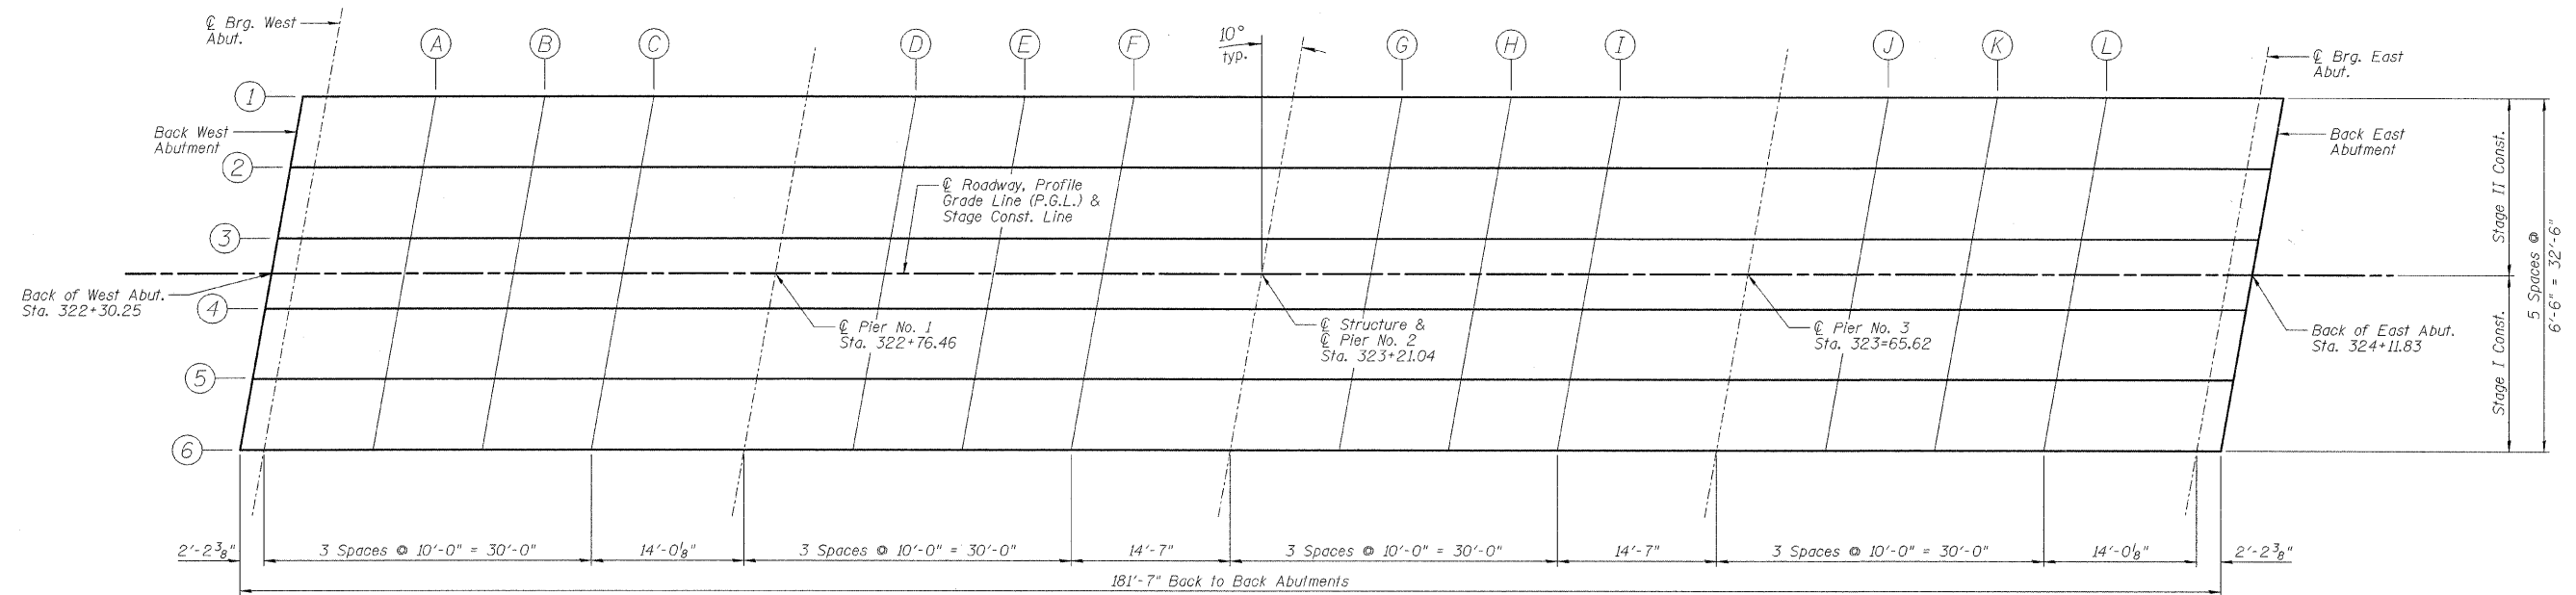 ℄ Brg. West
Abut.
A
B
C
D
E
F
10°
typ.
G
H
I
J
K
L
℄ Brg. East
Abut.
1
Back West
Abutment
2
3
℄ Roadway, Profile
Grade Line (P.G.L.) &
Stage Const. Line
Back East
Abutment
Stage II Const.
5 Spaces @
6'-6" = 32'-6"
Stage I Const.
Back of West Abut.
Sta. 322+30.25
4
℄ Pier No. 1
Sta. 322+76.46
℄ Structure &
℄ Pier No. 2
Sta. 323+21.04
℄ Pier No. 3
Sta. 323=65.62
Back of East Abut.
Sta. 324+11.83
5
6
2'-2⅜"
3 Spaces @ 10'-0" = 30'-0"
14'-0⅛"
3 Spaces @ 10'-0" = 30'-0"
14'-7"
3 Spaces @ 10'-0" = 30'-0"
14'-7"
3 Spaces @ 10'-0" = 30'-0"
14'-0⅛"
2'-2⅜"
181'-7" Back to Back Abutments